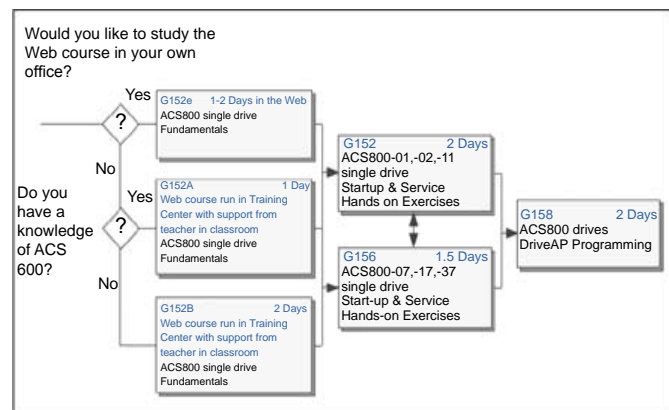 Would you like to study the
Web course in your own
office?
Yes
?
No
G152e 1-2 Days in the Web
ACS800 single drive
Fundamentals
Do you
have a
knowledge
of ACS
600?
Yes
?
No
G152A 1 Day
Web course run in Training
Center with support from
teacher in classroom
ACS800 single drive
Fundamentals
G152B 2 Days
Web course run in Training
Center with support from
teacher in classroom
ACS800 single drive
Fundamentals
G152 2 Days
ACS800-01,-02,-11
single drive
Startup & Service
Hands on Exercises
G156 1.5 Days
ACS800-07,-17,-37
single drive
Start-up & Service
Hands-on Exercises
G158 2 Days
ACS800 drives
DriveAP Programming